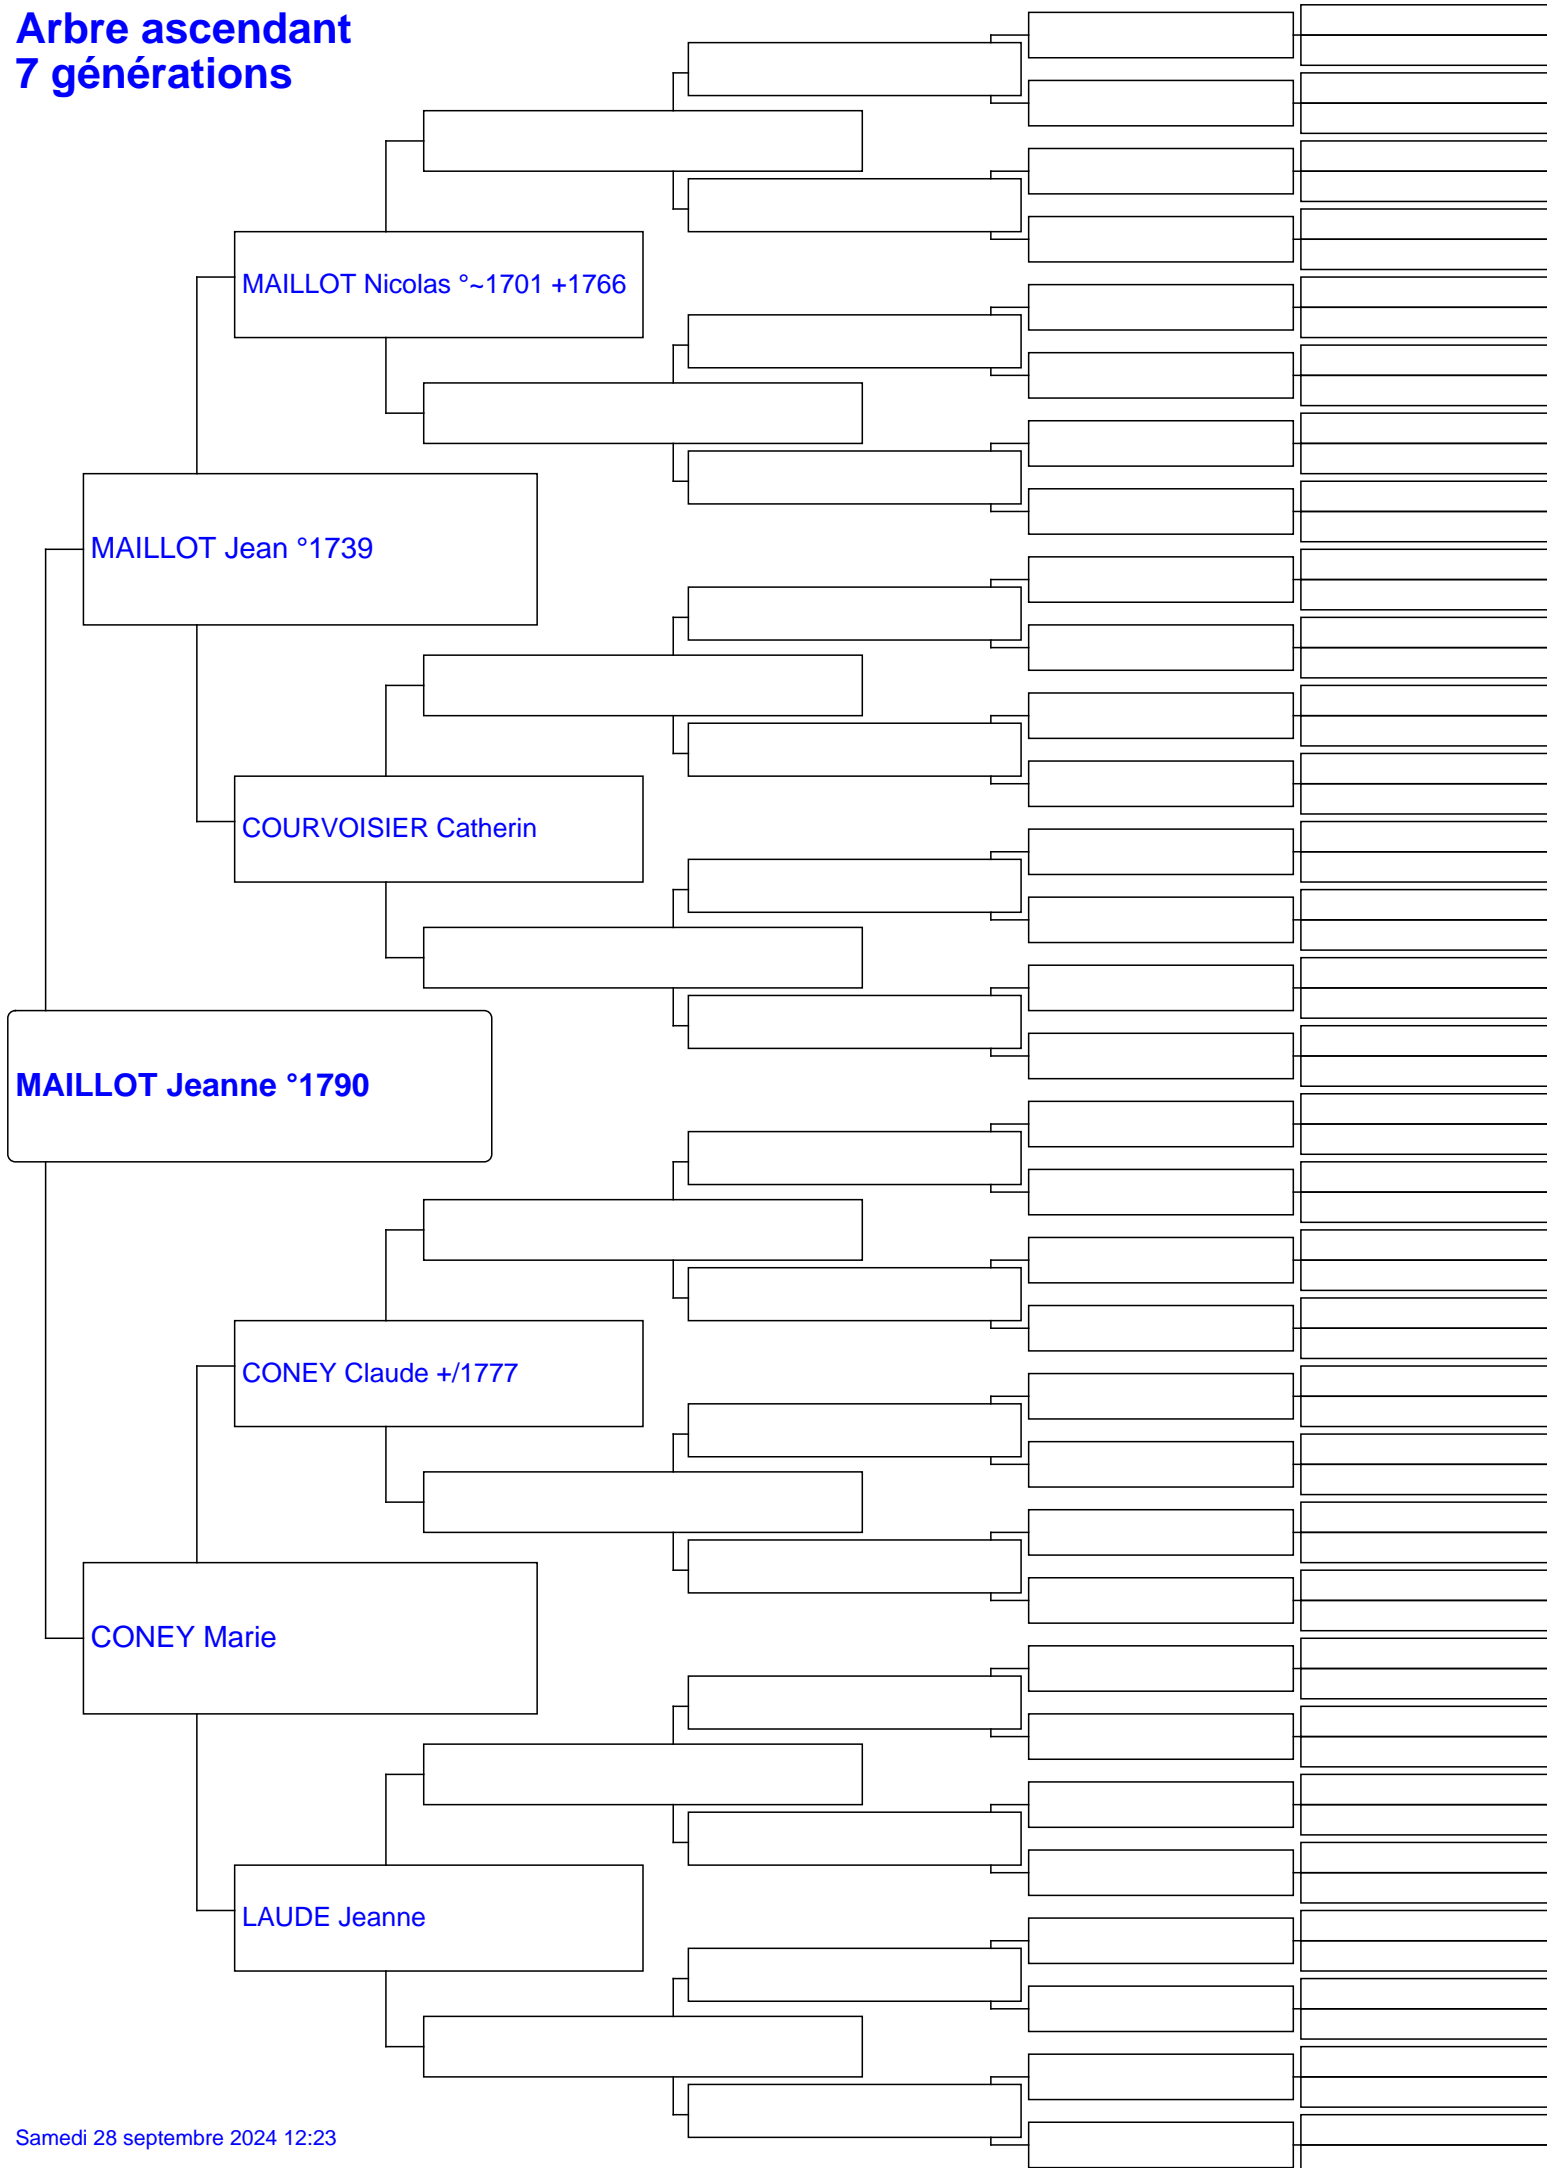 Arbre ascendant
7 générations
MAILLOT Nicolas °~1701 +1766
MAILLOT Jean °1739
COURVOISIER Catherin
MAILLOT Jeanne °1790
CONEY Claude +/1777
CONEY Marie
LAUDE Jeanne
Samedi 28 septembre 2024 12:23